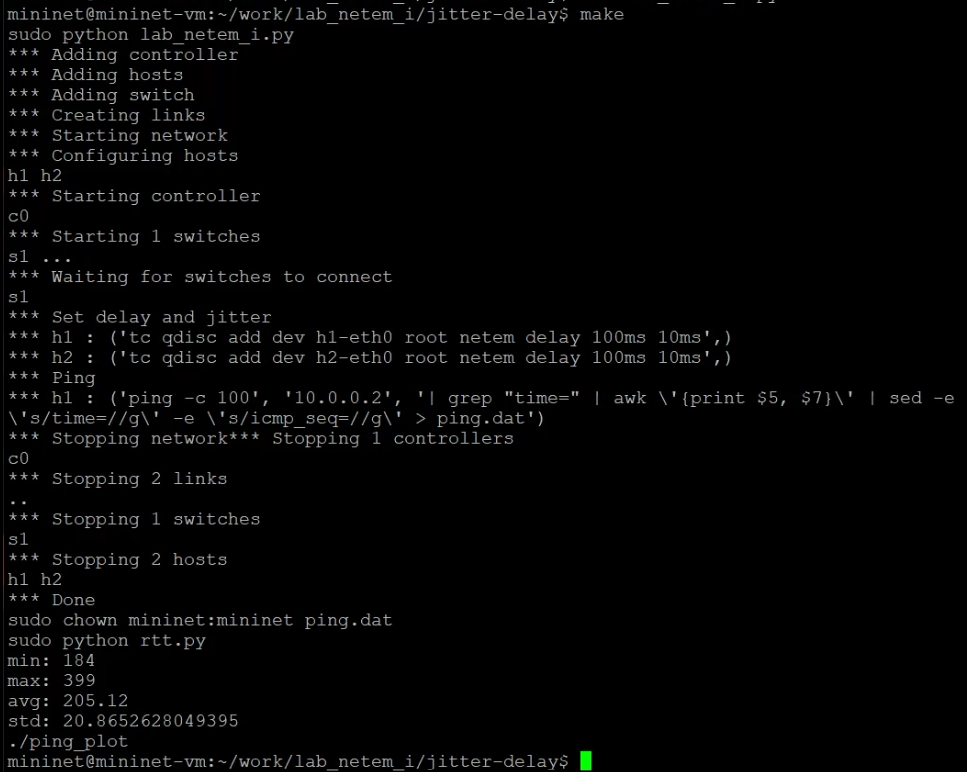 mininet@mininet-vm:~/work/lab_netem_i/jitter-delay$ make
sudo python lab_netem_i.py
*** Adding controller
*** Adding hosts
*** Adding switch
*** Creating links
*** Starting network
*** Configuring hosts
h1 h2
*** Starting controller
c0
*** Starting 1 switches
s1 ...
*** Waiting for switches to connect
s1
*** Set delay and jitter
*** h1 : ('tc qdisc add dev h1-eth0 root netem delay 100ms 10ms',)
*** h2 : ('tc qdisc add dev h2-eth0 root netem delay 100ms 10ms',)
*** Ping
*** h1 : ('ping -c 100', '10.0.0.2', '| grep "time=" | awk \'{print $5, $7}\' | sed -e
\'s/time=//g\' -e \'s/icmp_seq=//g\' > ping.dat')
*** Stopping network*** Stopping 1 controllers
c0
*** Stopping 2 links
..
*** Stopping 1 switches
s1
*** Stopping 2 hosts
h1 h2
*** Done
sudo chown mininet:mininet ping.dat
sudo python rtt.py
min: 184
max: 399
avg: 205.12
std: 20.8652628049395
./ping_plot
mininet@mininet-vm:~/work/lab_netem_i/jitter-delay$